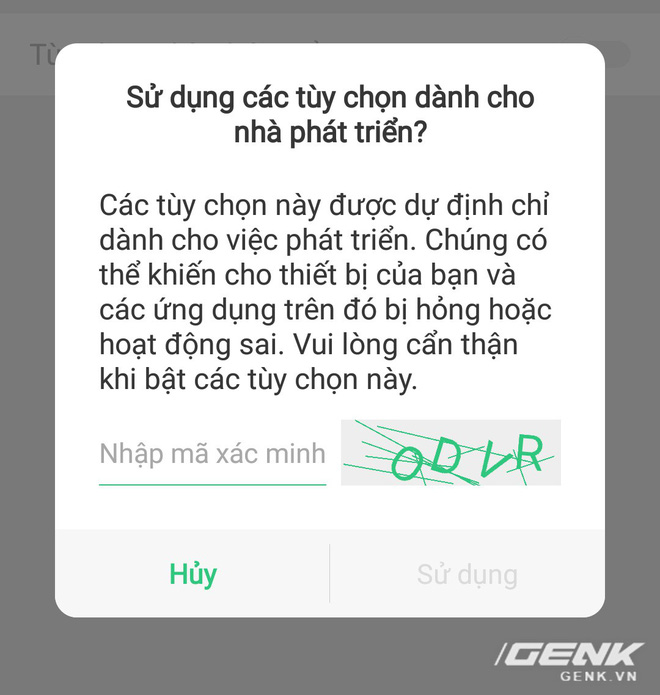 Từ
Sử dụng các tùy chọn dành cho
nhà phát triển?
Các tùy chọn này được dự định chỉ
dành cho việc phát triển. Chúng có
thể khiến cho thiết bị của bạn và
các ứng dụng trên đó bị hỏng hoặc
hoạt động sai. Vui lòng cẩn thận
khi bật các tùy chọn này.
Nhập mã xác minh ODVR
Hủy Sử dụng
GENK
GENK.VN